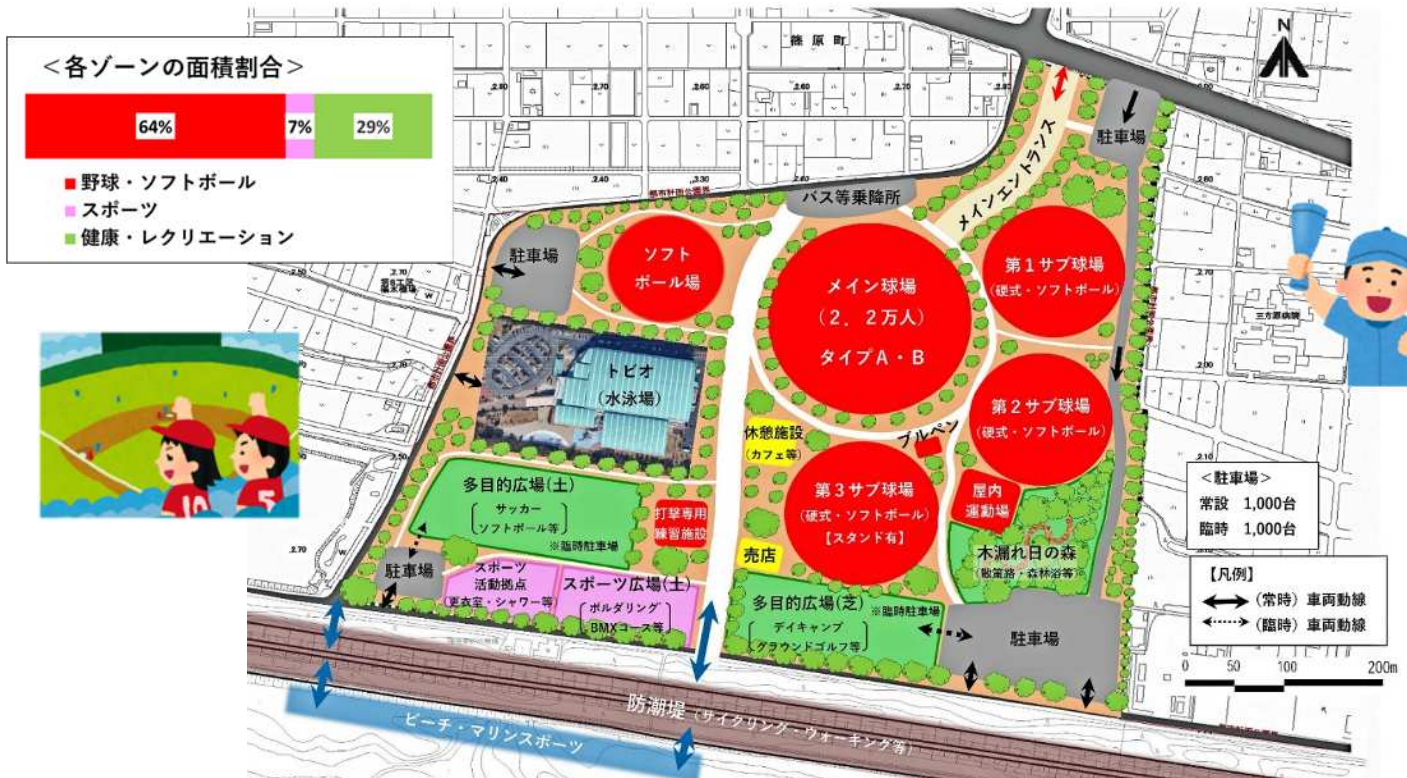 <各ゾーンの面積割合>
64%
7%
29%
野球・ソフトボール
スポーツ
健康・レクリエーション
篠原町
N
駐車場
メインエントランス
バス等乗降所
駐車場
ソフト
ボール場
メイン球場
(2.2万人)
タイプA・B
第1サブ球場
(硬式・ソフトボール)
トビオ
(水泳場)
第2サブ球場
(硬式・ソフトボール)
休憩施設
(カフェ等)
ブルペン
第3サブ球場
(硬式・ソフトボール)
【スタンド有】
屋内
運動場
多目的広場(土)
サッカー
ソフトボール等
※臨時駐車場
打撃専用
練習施設
売店
木漏れ日の森
(散策路・森林浴等)
駐車場
スポーツ
活動拠点
(更衣室・シャワー等)
スポーツ広場(土)
ボルダリング
BMXコース等
多目的広場(芝)
※臨時駐車場
デイキャンプ
グラウンドゴルフ等
駐車場
防潮堤(サイクリング・ウォーキング等)
ビーチ・マリンスポーツ
三方原病院
<駐車場>
常設 1,000台
臨時 1,000台
【凡例】
(常時)車両動線
(臨時)車両動線
0 50 100 200m
10
5